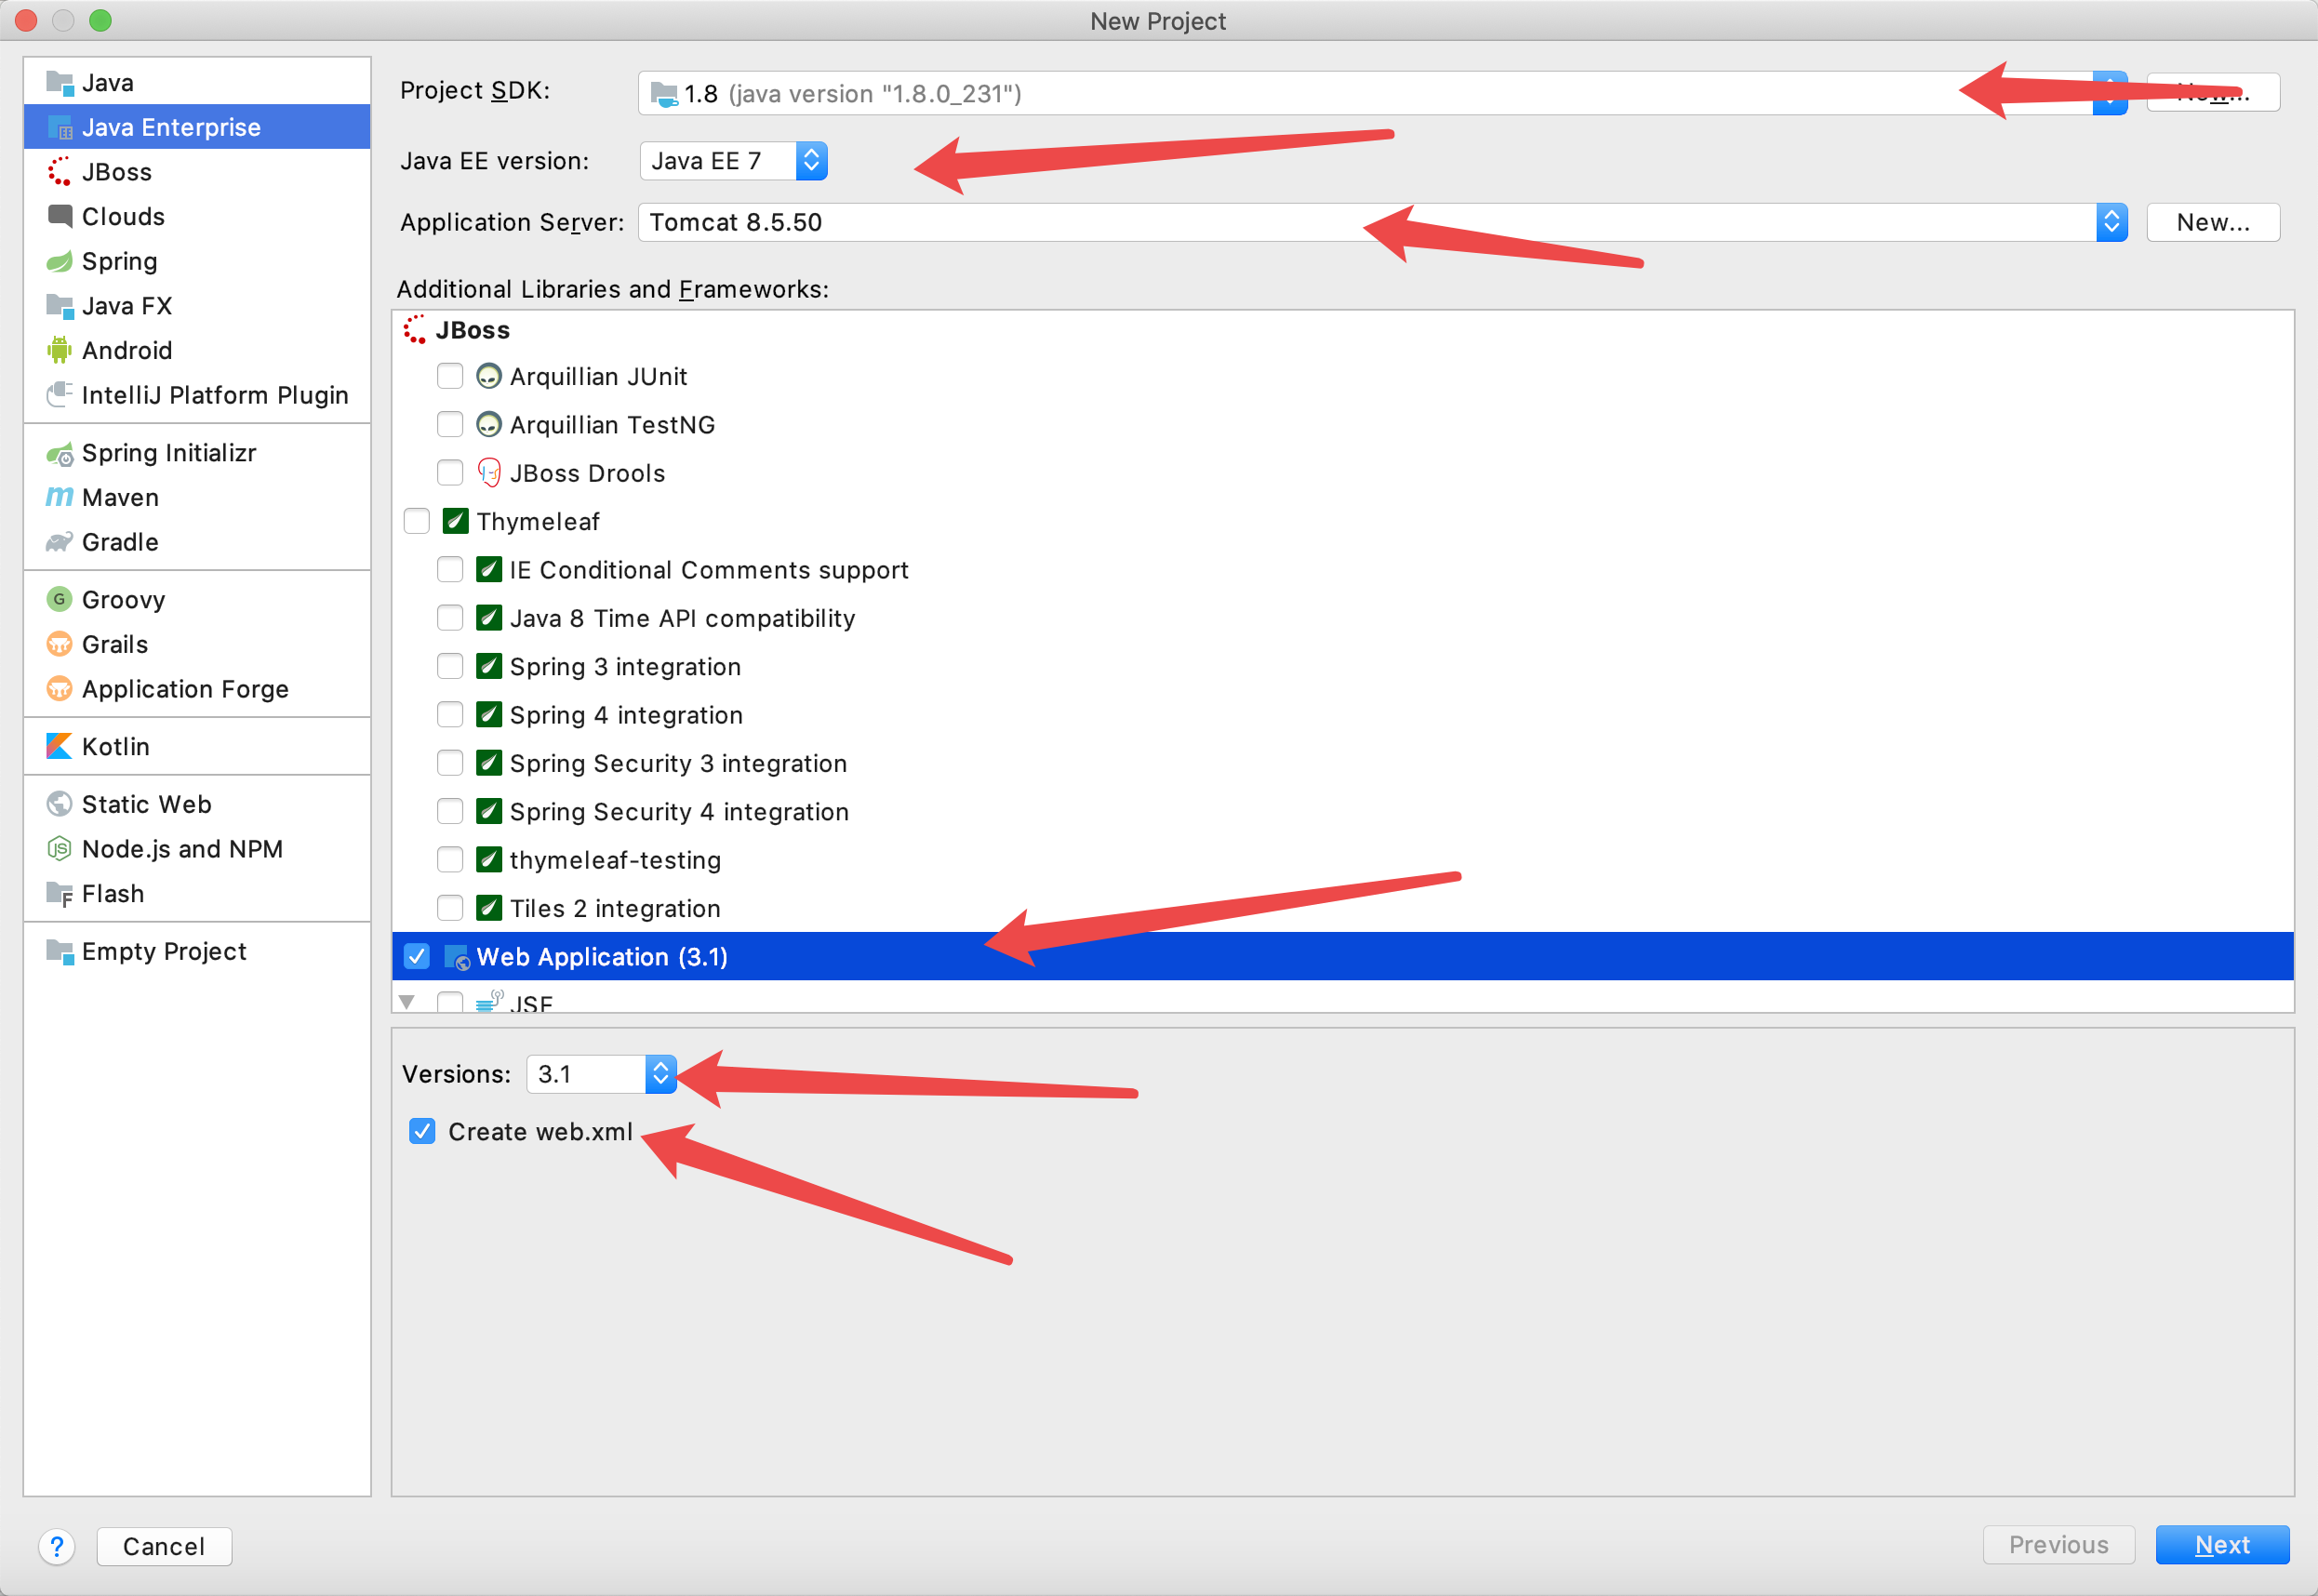 New Project
Java
Java Enterprise
JBoss
Clouds
Spring
Java FX
Android
IntelliJ Platform Plugin
Spring Initializr
Maven
Gradle
Groovy
Grails
Application Forge
Kotlin
Static Web
Node.js and NPM
Flash
Empty Project
Project SDK: 1.8 (java version "1.8.0_231") New...
Java EE version: Java EE 7
Application Server: Tomcat 8.5.50 New...
Additional Libraries and Frameworks:
JBoss
Arquillian JUnit
Arquillian TestNG
JBoss Drools
Thymeleaf
IE Conditional Comments support
Java 8 Time API compatibility
Spring 3 integration
Spring 4 integration
Spring Security 3 integration
Spring Security 4 integration
thymeleaf-testing
Tiles 2 integration
Web Application (3.1)
JSF
Versions: 3.1
Create web.xml
? Cancel Previous Next